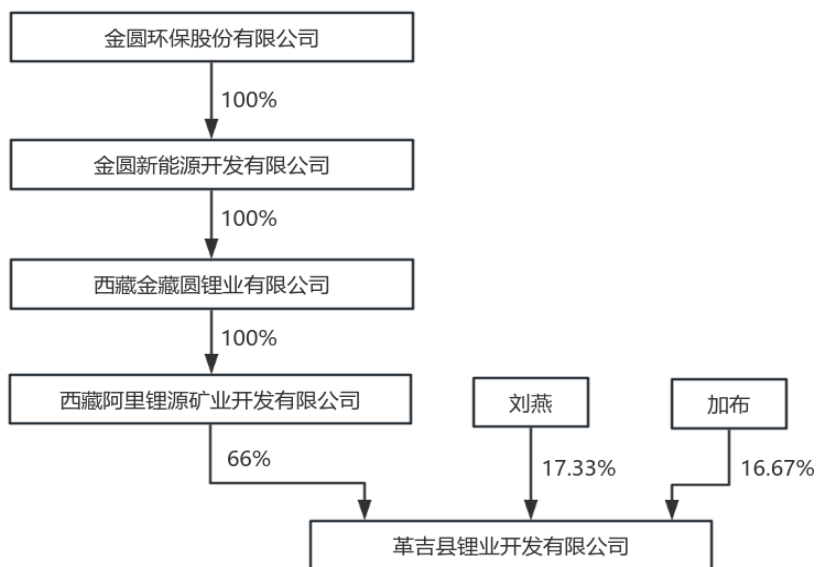 金圆环保股份有限公司
100%
金圆新能源开发有限公司
100%
西藏金藏圆锂业有限公司
100%
西藏阿里锂源矿业开发有限公司
刘燕
加布
66%
17.33%
16.67%
革吉县锂业开发有限公司